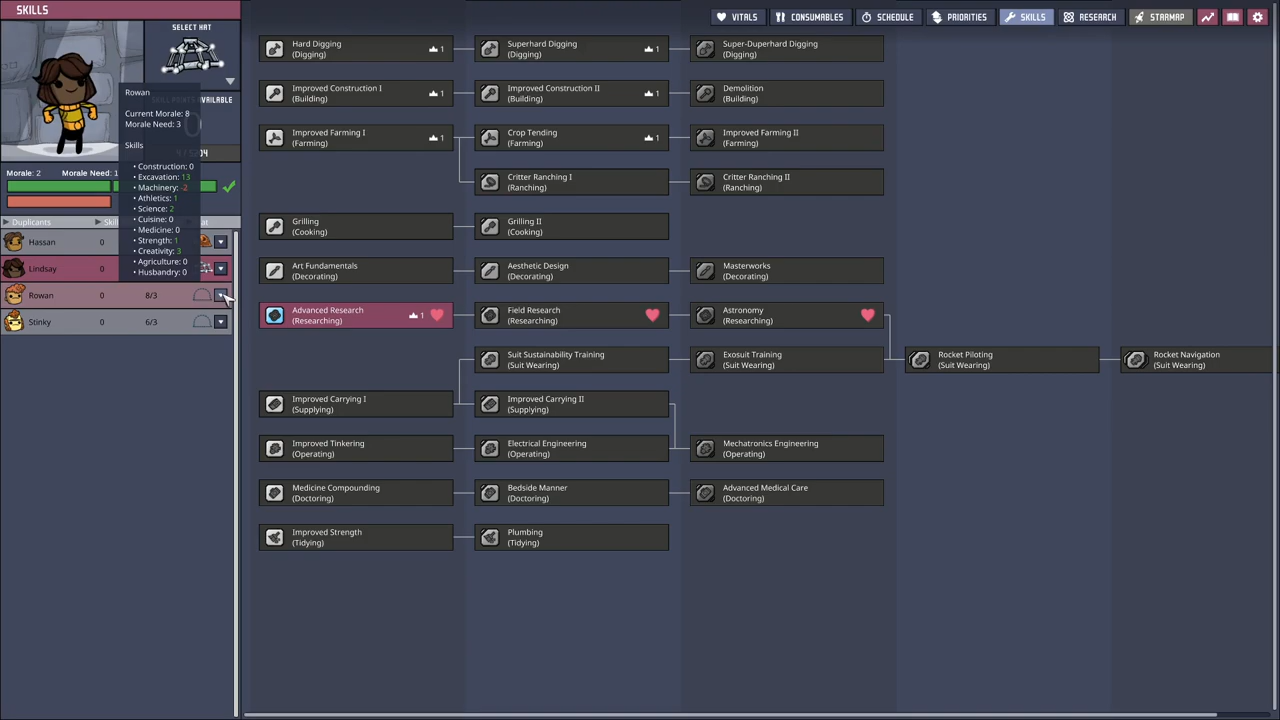 SKILLS
VITALS
CONSUMABLES
SCHEDULE
PRIORITIES
SKILLS
RESEARCH
STARMAP
SELECT HAT
Rowan
Current Morale: 8
Morale Need: 3
Skills
• Construction: 0
• Excavation: 13
• Machinery: -2
• Athletics: 1
• Science: 2
• Cuisine: 0
• Medicine: 0
• Strength: 1
• Creativity: 3
• Agriculture: 0
• Husbandry: 0
Morale: 2
Duplicants
Hassan 0
Lindsay 0
Rowan 0 8/3
Stinky 0 6/3
Hard Digging
(Digging)
1
Superhard Digging
(Digging)
1
Super-Duperhard Digging
(Digging)
Improved Construction I
(Building)
1
Improved Construction II
(Building)
1
Demolition
(Building)
Improved Farming I
(Farming)
1
Crop Tending
(Farming)
1
Improved Farming II
(Farming)
Critter Ranching I
(Ranching)
Critter Ranching II
(Ranching)
Grilling
(Cooking)
Grilling II
(Cooking)
Art Fundamentals
(Decorating)
Aesthetic Design
(Decorating)
Masterworks
(Decorating)
Advanced Research
(Researching)
1
Field Research
(Researching)
Astronomy
(Researching)
Suit Sustainability Training
(Suit Wearing)
Exosuit Training
(Suit Wearing)
Rocket Piloting
(Suit Wearing)
Rocket Navigation
(Suit Wearing)
Improved Carrying I
(Supplying)
Improved Carrying II
(Supplying)
Improved Tinkering
(Operating)
Electrical Engineering
(Operating)
Mechatronics Engineering
(Operating)
Medicine Compounding
(Doctoring)
Bedside Manner
(Doctoring)
Advanced Medical Care
(Doctoring)
Improved Strength
(Tidying)
Plumbing
(Tidying)